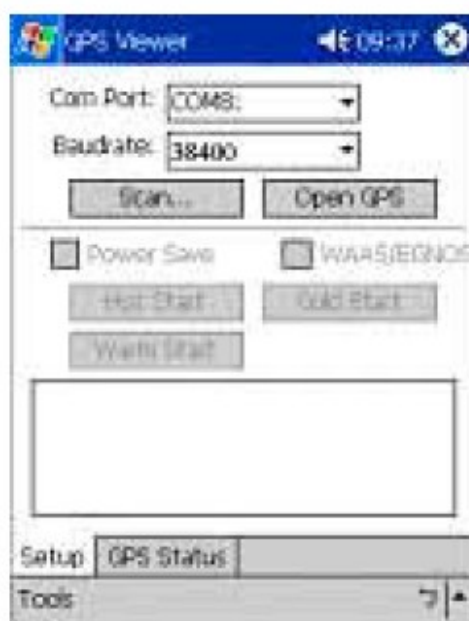 GPS Viewer 09:37
Com Port: COM8:
Baudrate: 38400
Scan... Open GPS
Power Save WAAS/EGNOS
Hot Start Cold Start
Warm Start
Setup GPS Status
Tools